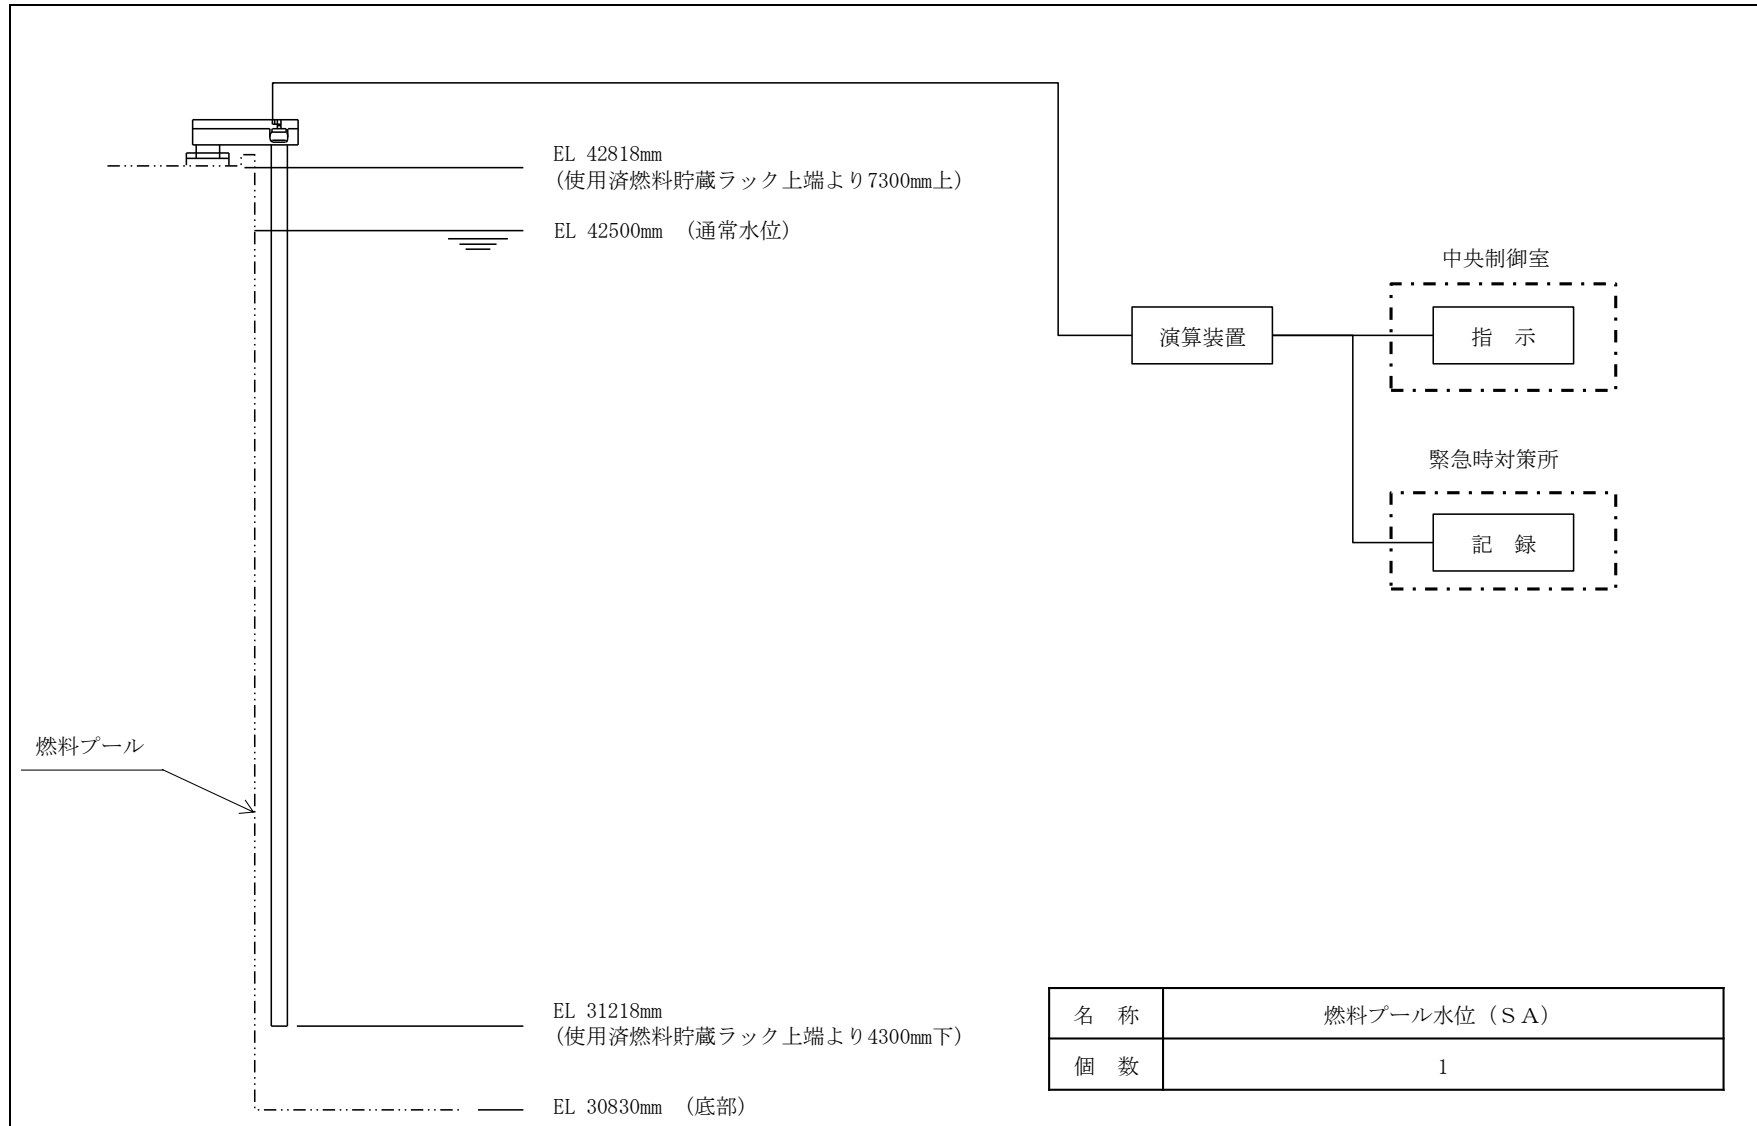 EL 42818mm
(使用済燃料貯蔵ラック上端より7300mm上)
EL 42500mm (通常水位)
中央制御室
演算装置
指 示
緊急時対策所
記 録
燃料プール
EL 31218mm
(使用済燃料貯蔵ラック上端より4300mm下)
EL 30830mm (底部)
名 称 燃料プール水位(SA)
個 数 1